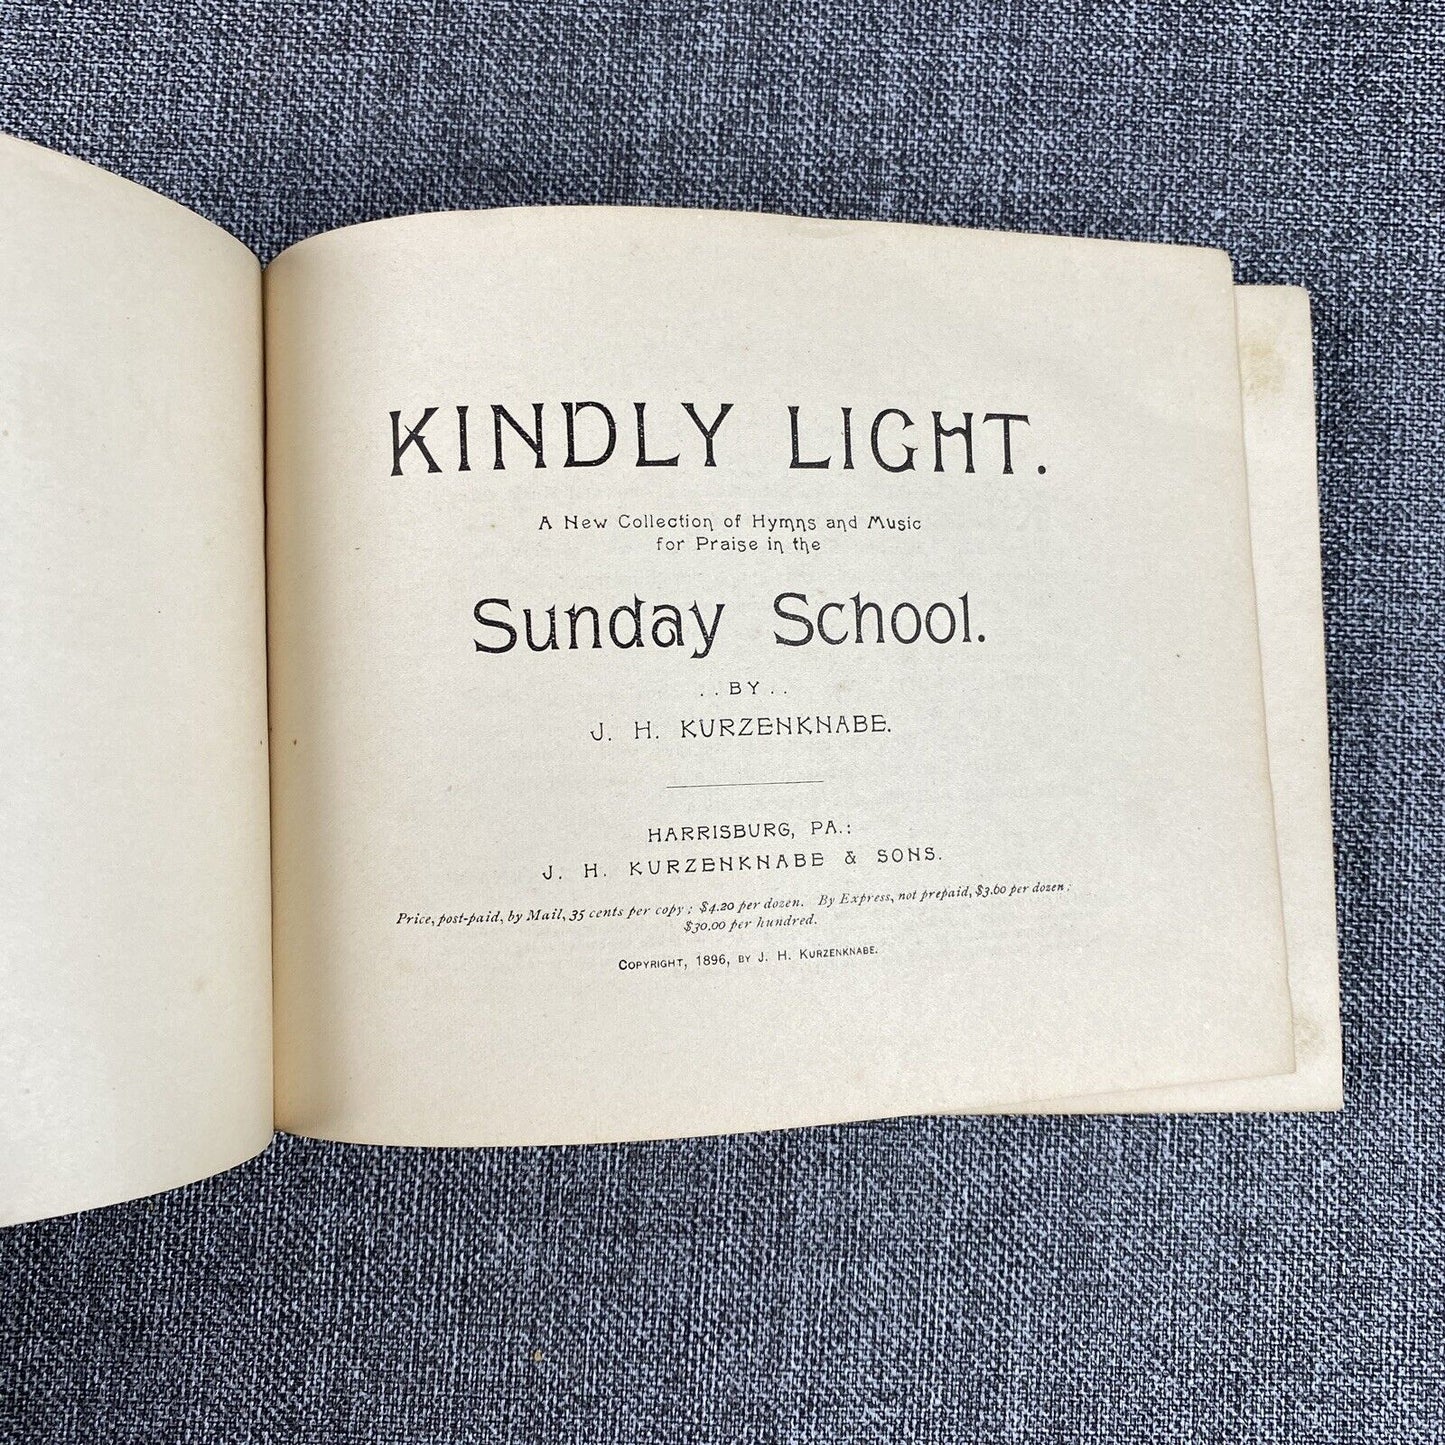 KINDLY LIGHT.
A New Collection of Hymns and Music
for Praise in the
Sunday School.
. . BY . .
J. H. KURZENKNABE.
HARRISBURG, PA.:
J. H. KURZENKNABE & SONS.
Price, post-paid, by Mail, 35 cents per copy; $4.20 per dozen. By Express, not prepaid, $3.60 per dozen;
$30.00 per hundred.
COPYRIGHT, 1896, BY J. H. KURZENKNABE.